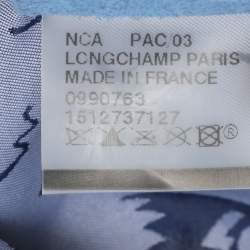 NCA PAC 03
LONGCHAMP PARIS
MADE IN FRANCE
0990763
1512737127